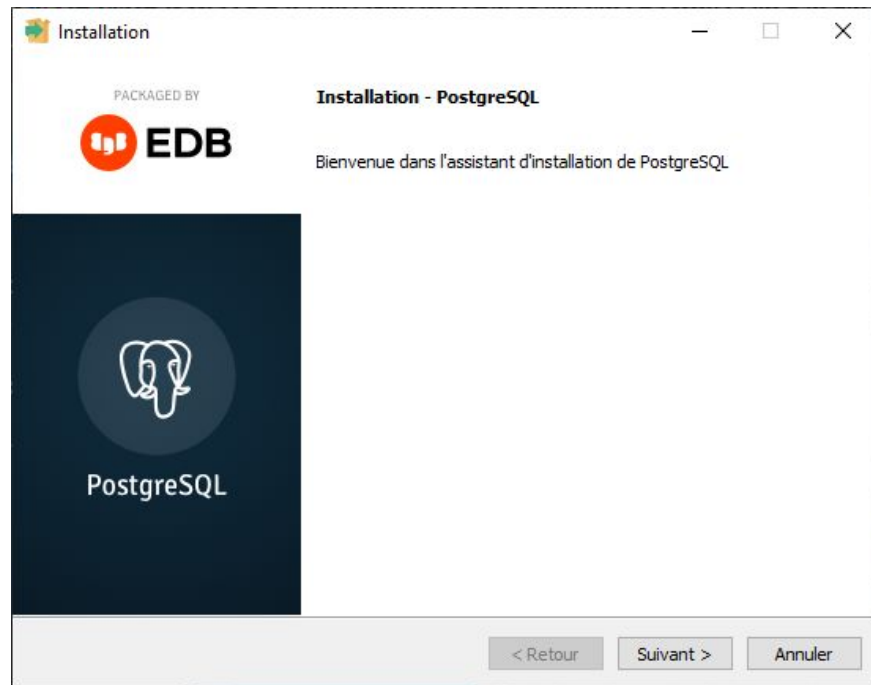 Installation
PACKAGED BY
EDB
Installation - PostgreSQL
Bienvenue dans l'assistant d'installation de PostgreSQL
PostgreSQL
< Retour
Suivant >
Annuler